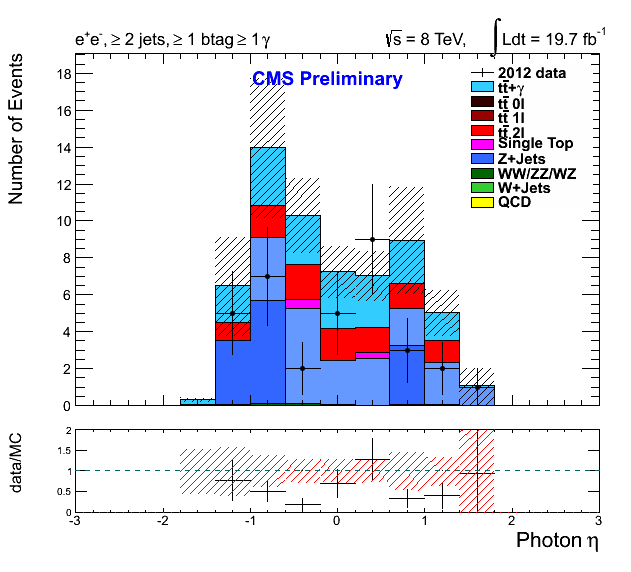 e⁺e⁻, ≥ 2 jets, ≥ 1 btag ≥ 1 γ √s = 8 TeV, ∫ Ldt = 19.7 fb⁻¹
CMS Preliminary
Number of Events
18
16
14
12
10
8
6
4
2
0
2012 data
tt̄+γ
tt̄ 0l
tt̄ 1l
tt̄ 2l
Single Top
Z+Jets
WW/ZZ/WZ
W+Jets
QCD
data/MC
2
1.5
1
0.5
0
-3 -2 -1 0 1 2 3
Photon η